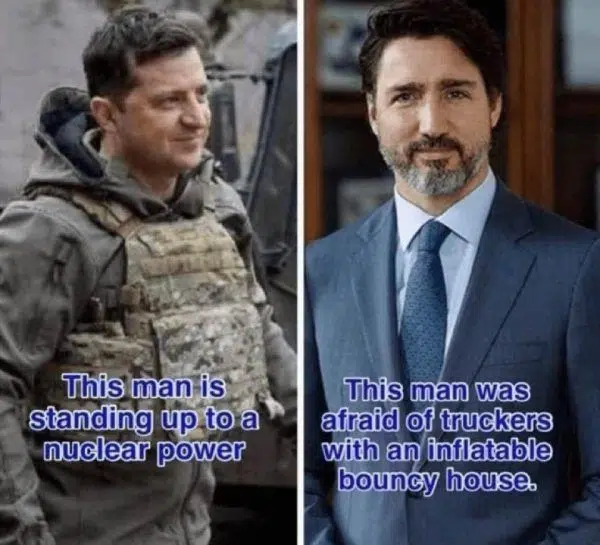 This man is
standing up to a
nuclear power
This man was
afraid of truckers
with an inflatable
bouncy house.